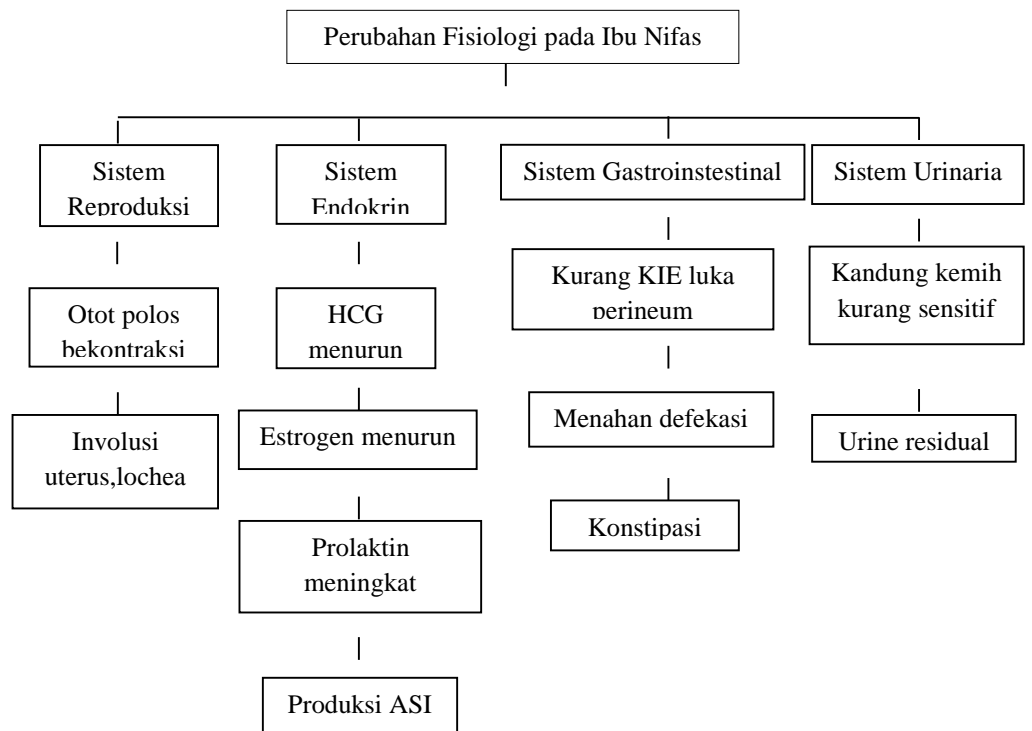 Perubahan Fisiologi pada Ibu Nifas
Sistem
Reproduksi
Sistem
Endokrin
Sistem Gastroinstestinal
Sistem Urinaria
Otot polos
bekontraksi
HCG
menurun
Kurang KIE luka
perineum
Kandung kemih
kurang sensitif
Involusi
uterus,lochea
Estrogen menurun
Menahan defekasi
Urine residual
Prolaktin
meningkat
Konstipasi
Produksi ASI